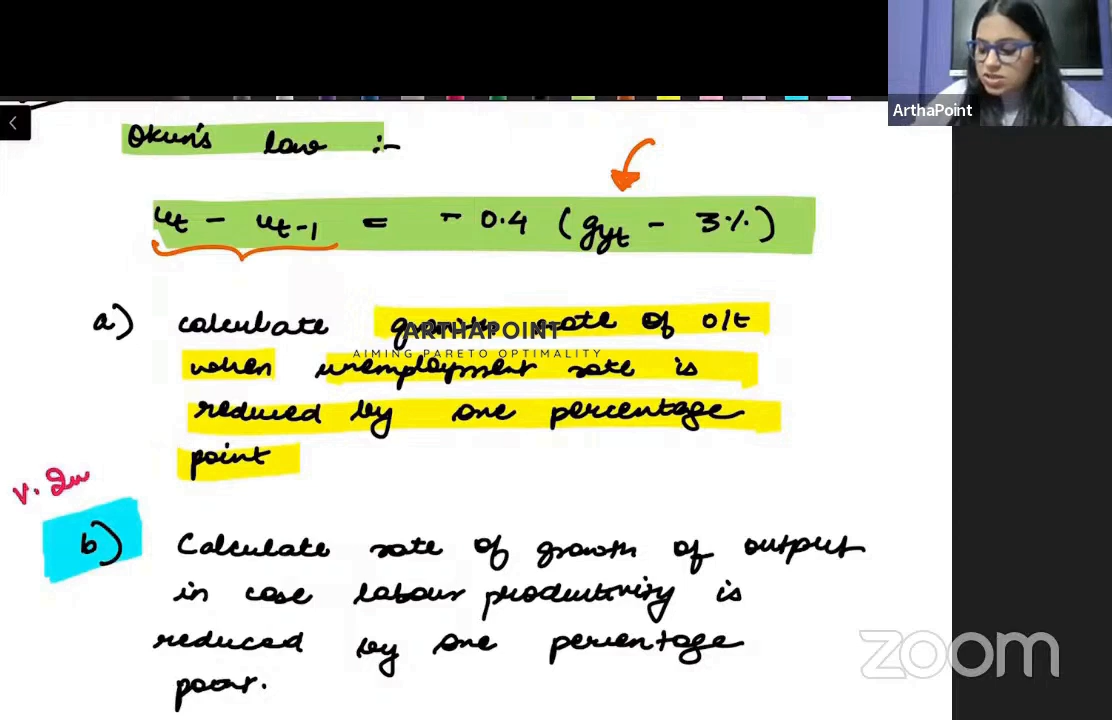 ArthaPoint
Okun's law :-
ut - ut-1 = - 0.4 (gyt - 3%)
a) calculate growth rate of o/t
ARTHAPOINT
AIMING PARETO OPTIMALITY
when unemployment rate is
reduced by one percentage
point
V. Imp
b) Calculate rate of growth of output
in case labour productivity is
reduced by one percentage
point.
zoom